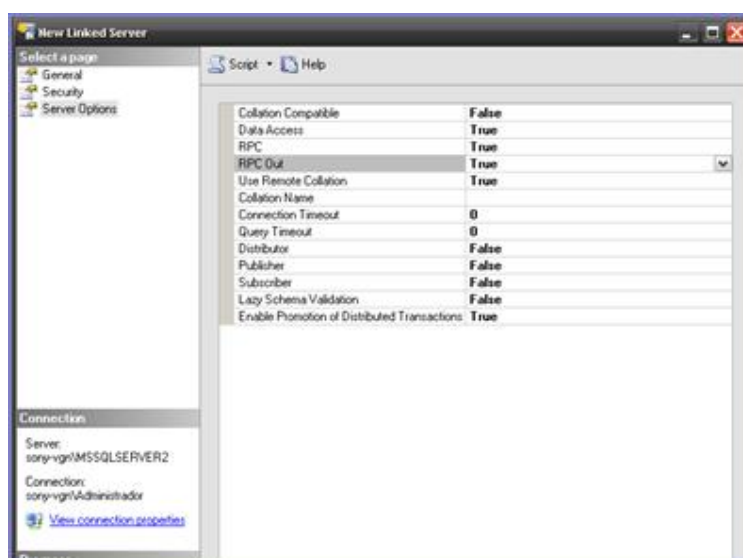 New Linked Server
Select a page
General
Security
Server Options
Script Help
Collation Compatible False
Data Access True
RPC True
RPC Out True
Use Remote Collation True
Collation Name
Connection Timeout 0
Query Timeout 0
Distributor False
Publisher False
Subscriber False
Lazy Schema Validation False
Enable Promotion of Distributed Transactions True
Connection
Server:
sony-vgn\MSSQLSERVER2
Connection:
sony-vgn\Administrador
View connection properties